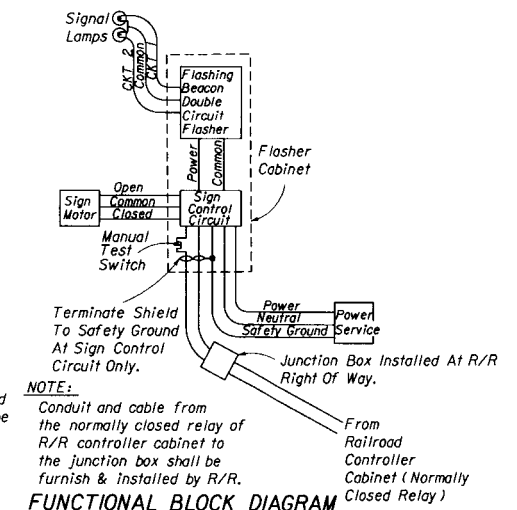 Signal
Lamps
CKT 2
Common
CKT 1
Flashing
Beacon
Double
Circuit
Flasher
Power
Common
Flasher
Cabinet
Sign
Motor
Open
Common
Closed
Sign
Control
Circuit
Manual
Test
Switch
Terminate Shield
To Safety Ground
At Sign Control
Circuit Only.
Power
Neutral
Safety Ground
Power
Service
Junction Box Installed At R/R
Right Of Way.
NOTE:
Conduit and cable from
the normally closed relay of
R/R controller cabinet to
the junction box shall be
furnish & installed by R/R.
From
Railroad
Controller
Cabinet (Normally
Closed Relay)
FUNCTIONAL BLOCK DIAGRAM